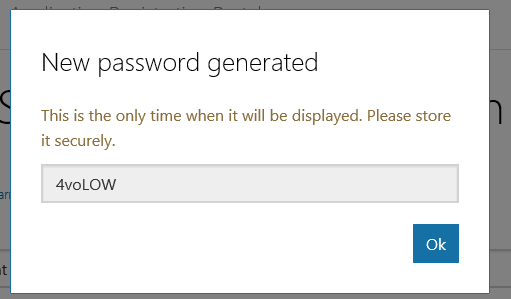 New password generated
This is the only time when it will be displayed. Please store
it securely.
4voLOW
Ok